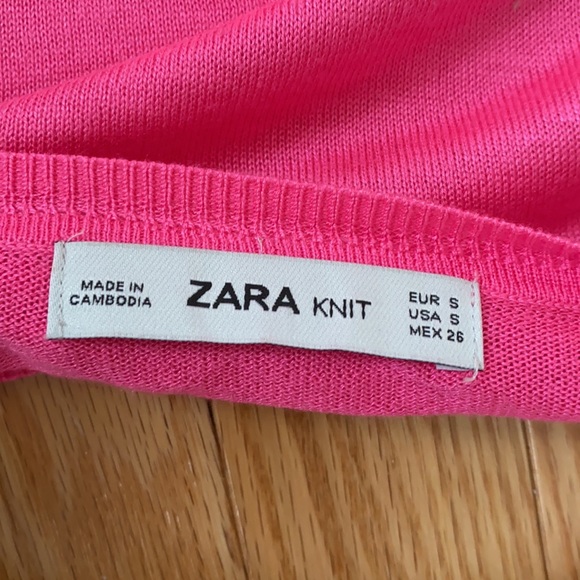 MADE IN
CAMBODIA
ZARA KNIT
EUR S
USA S
MEX 26